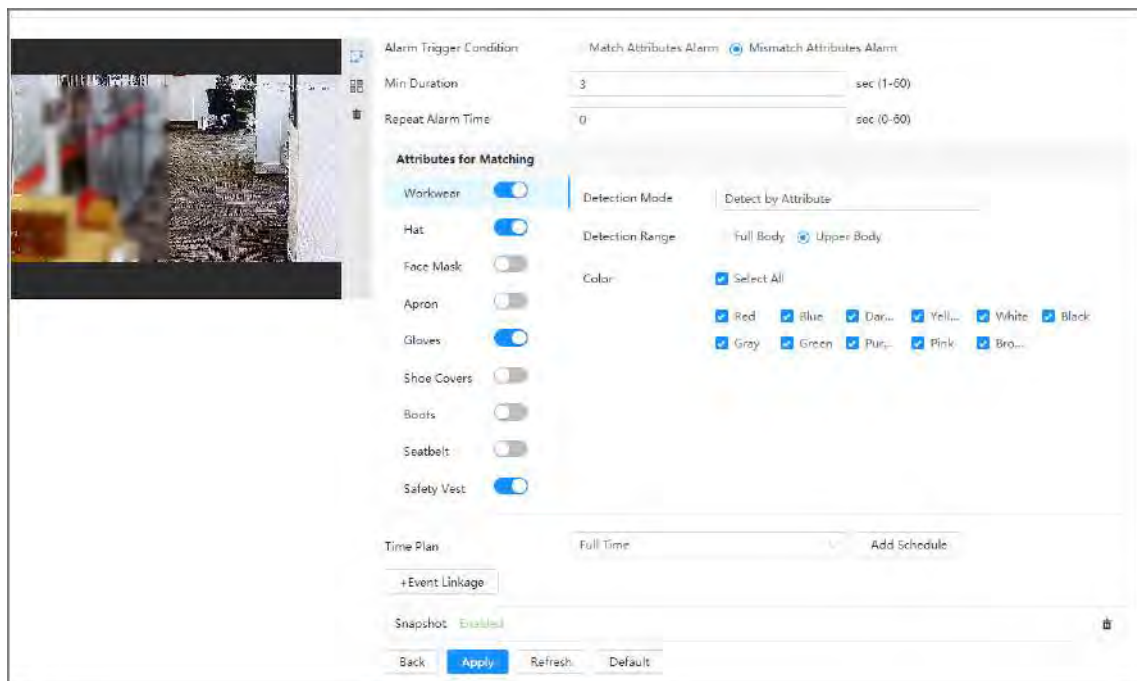 Alarm Trigger Condition Match Attributes Alarm Mismatch Attributes Alarm
Min Duration 3 sec (1-60)
Repeat Alarm Time 0 sec (0-60)
Attributes for Matching
Workwear Detection Mode Detect by Attribute
Hat Detection Range Full Body Upper Body
Face Mask Color Select All
Apron Red Blue Dar... Yell... White Black
Gloves Gray Green Pur... Pink Bro...
Shoe Covers
Boots
Seatbelt
Safety Vest
Time Plan Full Time Add Schedule
+Event Linkage
Snapshot Enabled
Back Apply Refresh Default